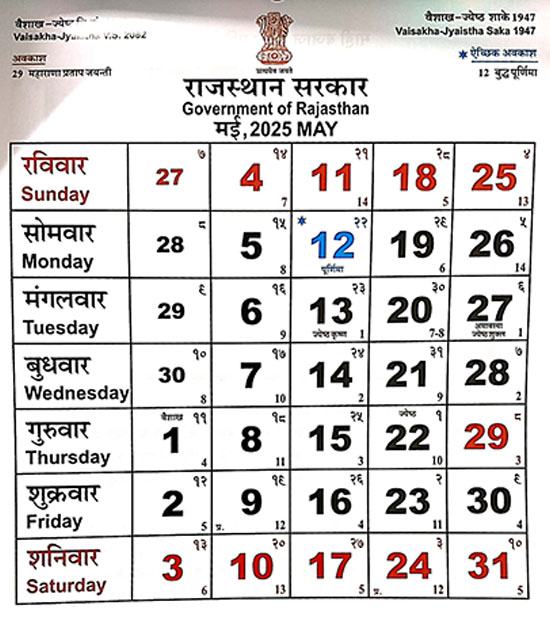 वैशाख-ज्येष्ठ
Vaisakha-Jyaistha V.S. 2082
अवकाश
29 महाराणा प्रताप जयन्ती
वैशाख-ज्येष्ठ शाके 1947
Vaisakha-Jyaistha Saka 1947
* ऐच्छिक अवकाश
12 बुद्ध पूर्णिमा
सत्यमेव जयते
राजस्थान सरकार
Government of Rajasthan
मई, 2025 MAY
७ १४ २१ २८ ४
रविवार 27 4 11 18 25
Sunday 7 14 5 13
८ १५ * २२ २९ ५
सोमवार 28 5 12 19 26
Monday 8 पूर्णिमा 6 14
९ १६ २३ ३० ६
मंगलवार 29 6 13 20 27
अमावस्या
Tuesday 9 ज्येष्ठ कृष्ण 1 7-8 ज्येष्ठ शुक्ल 1
१० १७ २४ ३१ ७
बुधवार 30 7 14 21 28
Wednesday 8 10 2 9 2
वैशाख ११ १८ २५ ज्येष्ठ १ ८
गुरुवार 1 8 15 22 29
Thursday 4 11 3 10 3
१२ १९ २६ २ ९
शुक्रवार 2 9 16 23 30
Friday 5 प्र. 12 4 11 4
१३ २० २७ ३ १०
शनिवार 3 10 17 24 31
Saturday 6 13 5 प्र. 12 5